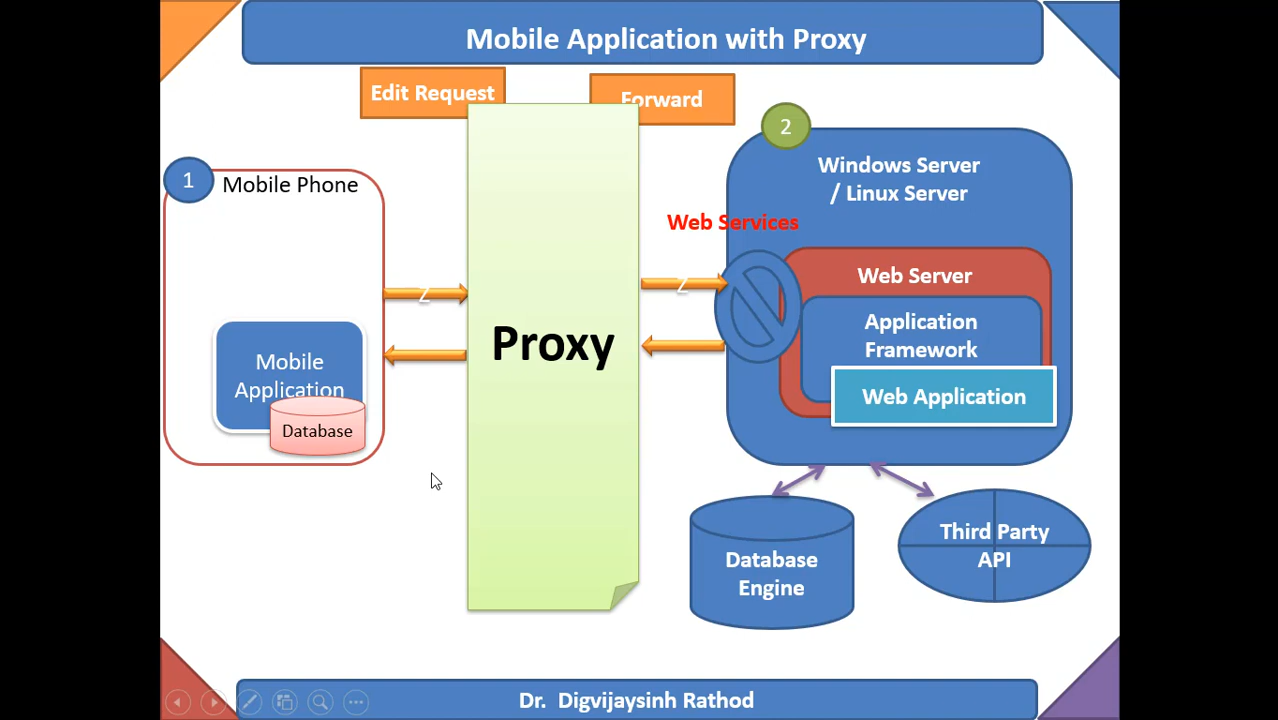 Mobile Application with Proxy
Edit Request
Forward
1
Mobile Phone
2
Windows Server
/ Linux Server
Web Services
Web Server
Application
Framework
Web Application
Z
Z
Proxy
Mobile
Application
Database
Database
Engine
Third Party
API
Dr. Digvijaysinh Rathod